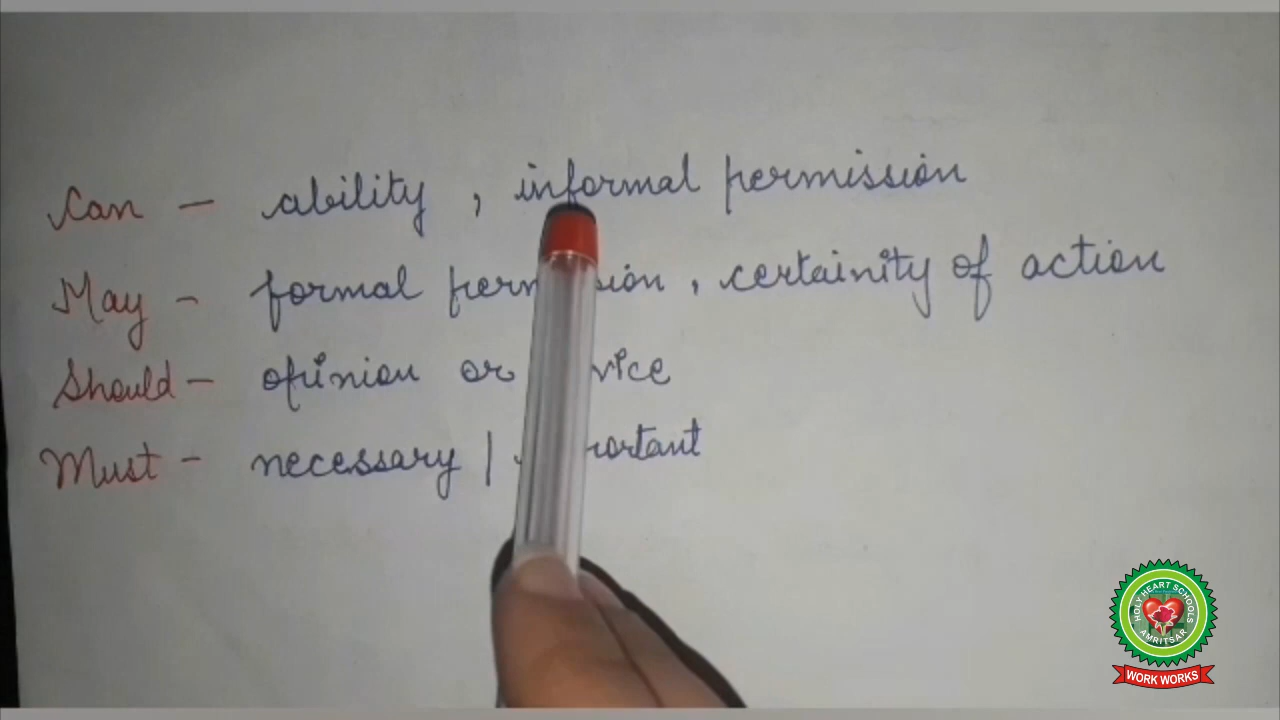 Can - ability , informal permission
May - formal , certainity of action
Should - opinion or
Must - necessary |
HOLY HEART SCHOOLS
AMRITSAR
WORK WORKS